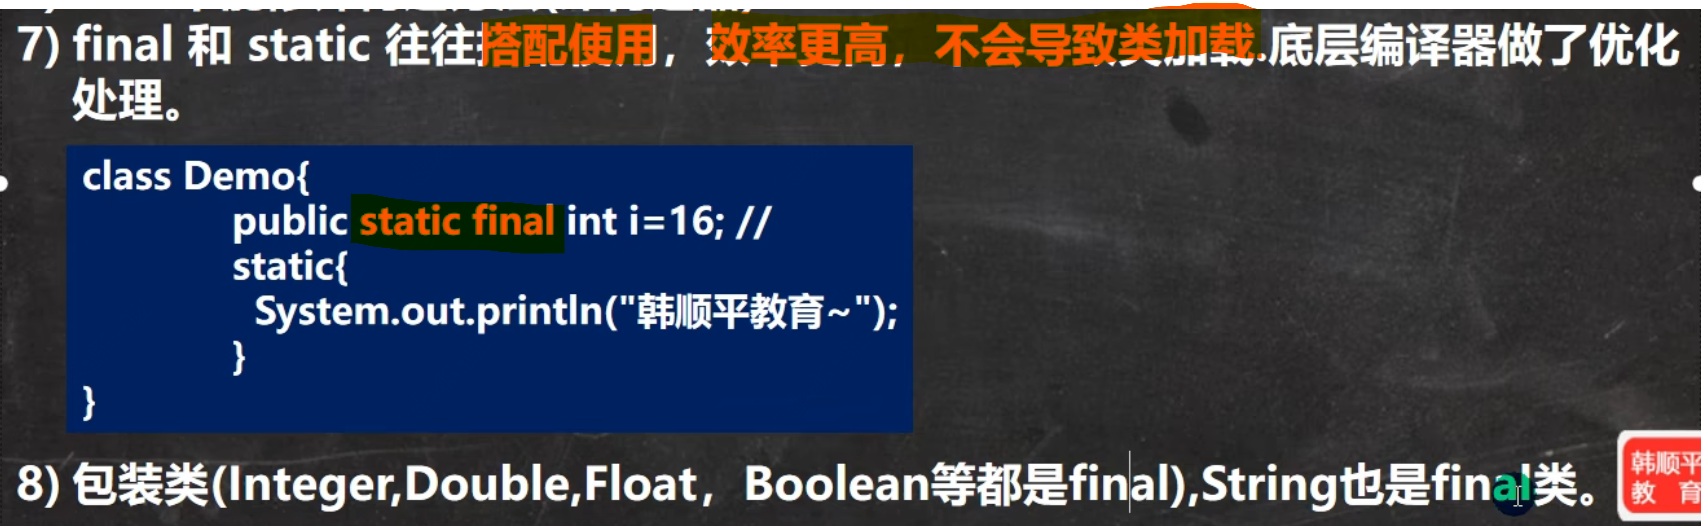 7) final 和 static 往往搭配使用，效率更高，不会导致类加载.底层编译器做了优化
处理。
class Demo{
public static final int i=16; //
static{
System.out.println("韩顺平教育~");
}
}
8) 包装类(Integer,Double,Float，Boolean等都是final),String也是final类。
韩顺平
教 育